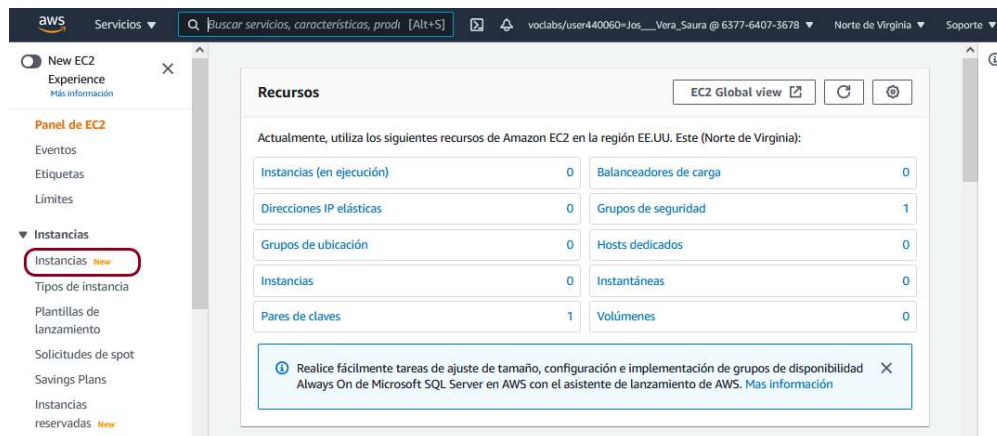 aws
Servicios ▼
Buscar servicios, características, produ [Alt+S]
voclabs/user440060=Jos___Vera_Saura @ 6377-6407-3678 ▼
Norte de Virginia ▼
Soporte ▼
New EC2
Experience
Más información
Panel de EC2
Eventos
Etiquetas
Límites
▼ Instancias
Instancias New
Tipos de instancia
Plantillas de
lanzamiento
Solicitudes de spot
Savings Plans
Instancias
reservadas New
Recursos
EC2 Global view
Actualmente, utiliza los siguientes recursos de Amazon EC2 en la región EE.UU. Este (Norte de Virginia):
Instancias (en ejecución) 0
Balanceadores de carga 0
Direcciones IP elásticas 0
Grupos de seguridad 1
Grupos de ubicación 0
Hosts dedicados 0
Instancias 0
Instantáneas 0
Pares de claves 1
Volúmenes 0
Realice fácilmente tareas de ajuste de tamaño, configuración e implementación de grupos de disponibilidad
Always On de Microsoft SQL Server en AWS con el asistente de lanzamiento de AWS. Mas información